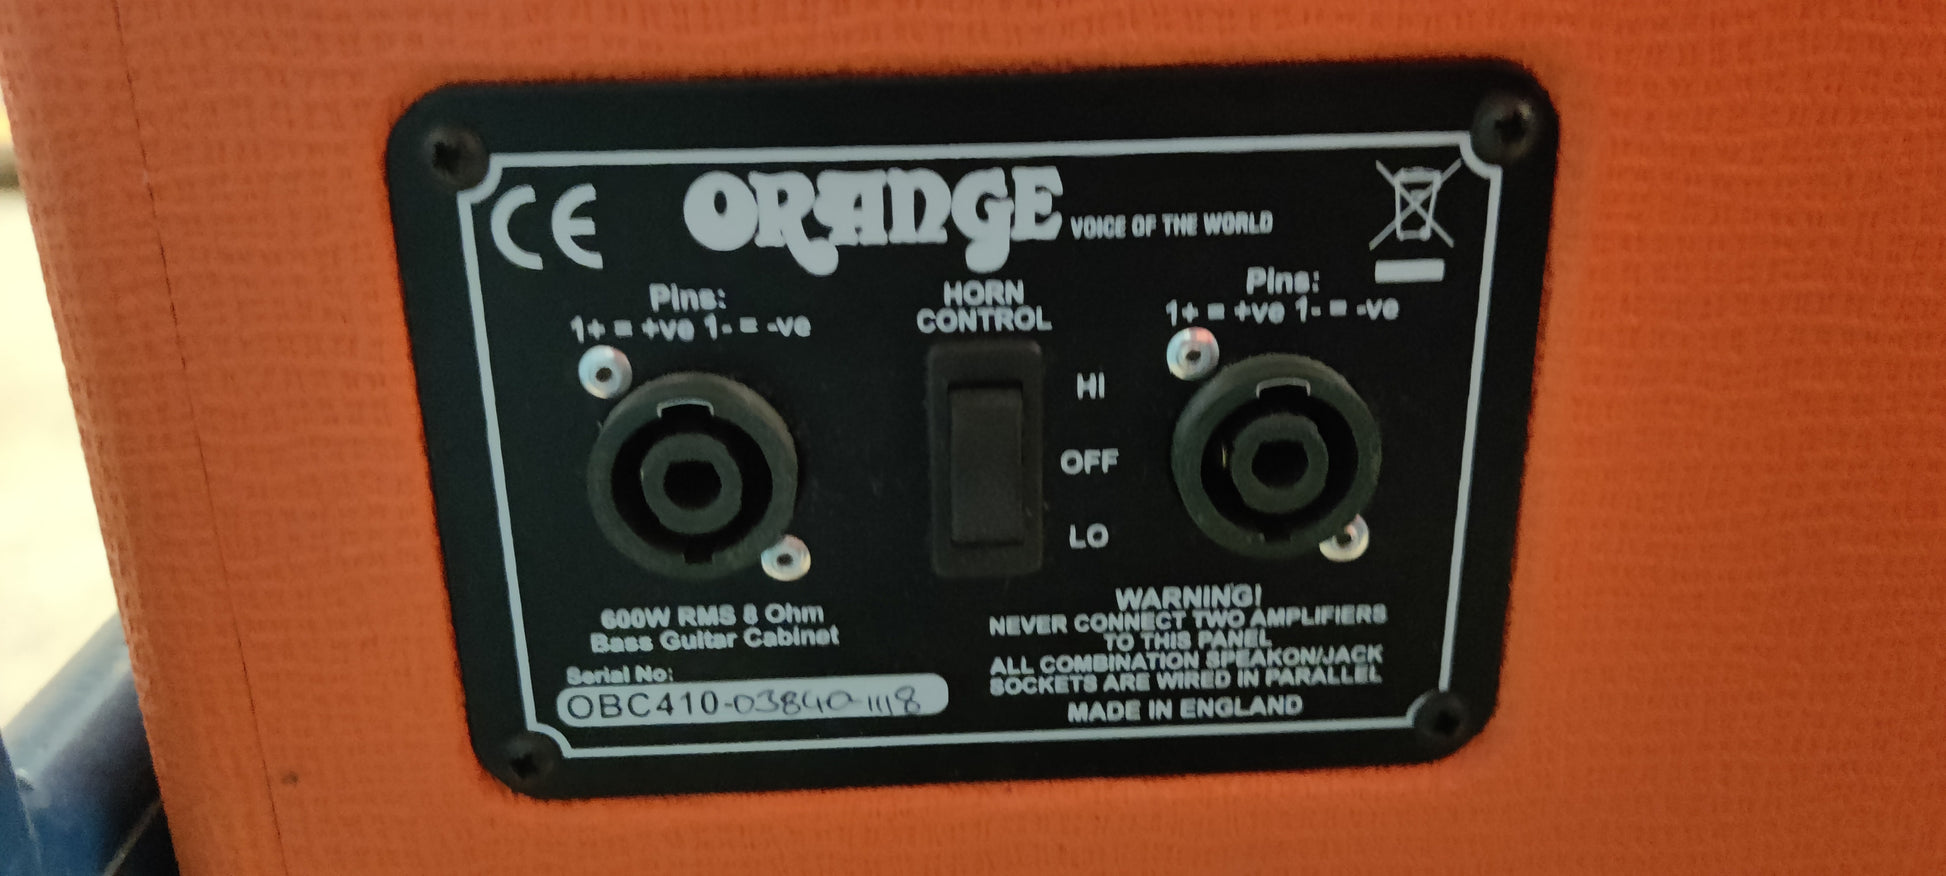 CE
ORANGE VOICE OF THE WORLD
Pins:
1+ = +ve 1- = -ve
HORN
CONTROL
HI
OFF
LO
Pins:
1+ = +ve 1- = -ve
600W RMS 8 Ohm
Bass Guitar Cabinet
Serial No:
OBC410-03840-1118
WARNING!
NEVER CONNECT TWO AMPLIFIERS
TO THIS PANEL
ALL COMBINATION SPEAKON/JACK
SOCKETS ARE WIRED IN PARALLEL
MADE IN ENGLAND